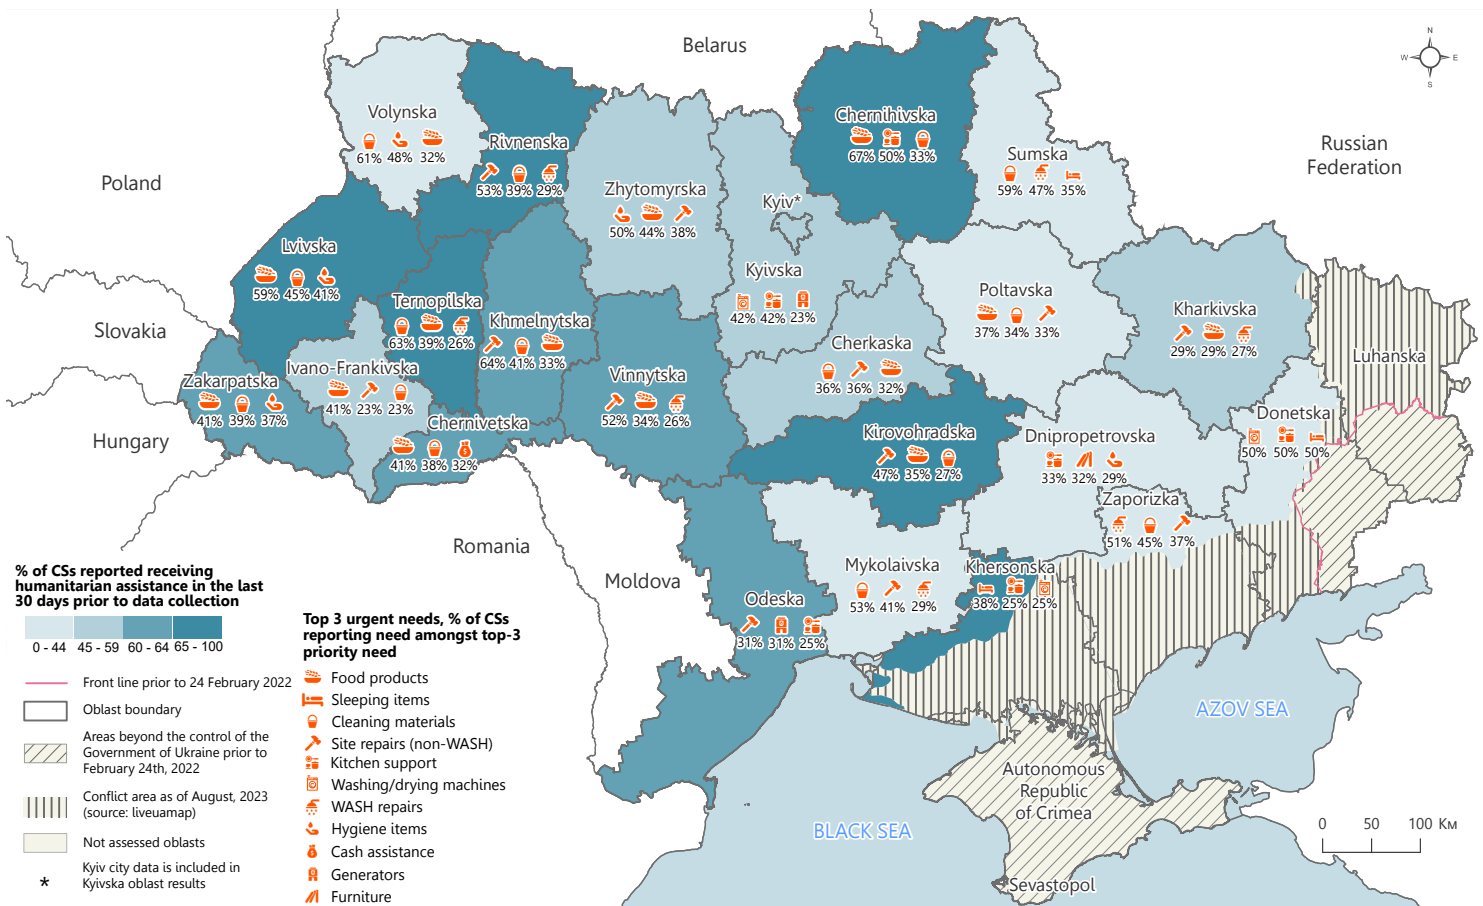 Belarus
N
W E
S
Russian
Federation
Poland
Slovakia
Hungary
Romania
Moldova
Volynska
61% 48% 32%
Rivnenska
53% 39% 29%
Zhytomyrska
50% 44% 38%
Kyiv*
Kyivska
42% 42% 23%
Chernihivska
67% 50% 33%
Sumska
59% 47% 35%
Lvivska
59% 45% 41%
Ternopilska
63% 39% 26%
Khmelnytska
64% 41% 33%
Poltavska
37% 34% 33%
Kharkivska
29% 29% 27%
Luhanska
Cherkaska
36% 36% 32%
Zakarpatska
41% 39% 37%
Ivano-Frankivska
41% 23% 23%
Chernivetska
41% 38% 32%
Vinnytska
52% 34% 26%
Kirovohradska
47% 35% 27%
Dnipropetrovska
33% 32% 29%
Donetska
50% 50% 50%
Zaporizka
51% 45% 37%
Mykolaivska
53% 41% 29%
Khersonska
38% 25% 25%
Odeska
31% 31% 25%
AZOV SEA
BLACK SEA
Autonomous
Republic
of Crimea
Sevastopol
0 50 100 Км
% of CSs reported receiving
humanitarian assistance in the last
30 days prior to data collection
0 - 44 45 - 59 60 - 64 65 - 100
Front line prior to 24 February 2022
Oblast boundary
Areas beyond the control of the
Government of Ukraine prior to
February 24th, 2022
Conflict area as of August, 2023
(source: liveuamap)
Not assessed oblasts
* Kyiv city data is included in
Kyivska oblast results
Top 3 urgent needs, % of CSs
reporting need amongst top-3
priority need
Food products
Sleeping items
Cleaning materials
Site repairs (non-WASH)
Kitchen support
Washing/drying machines
WASH repairs
Hygiene items
Cash assistance
Generators
Furniture